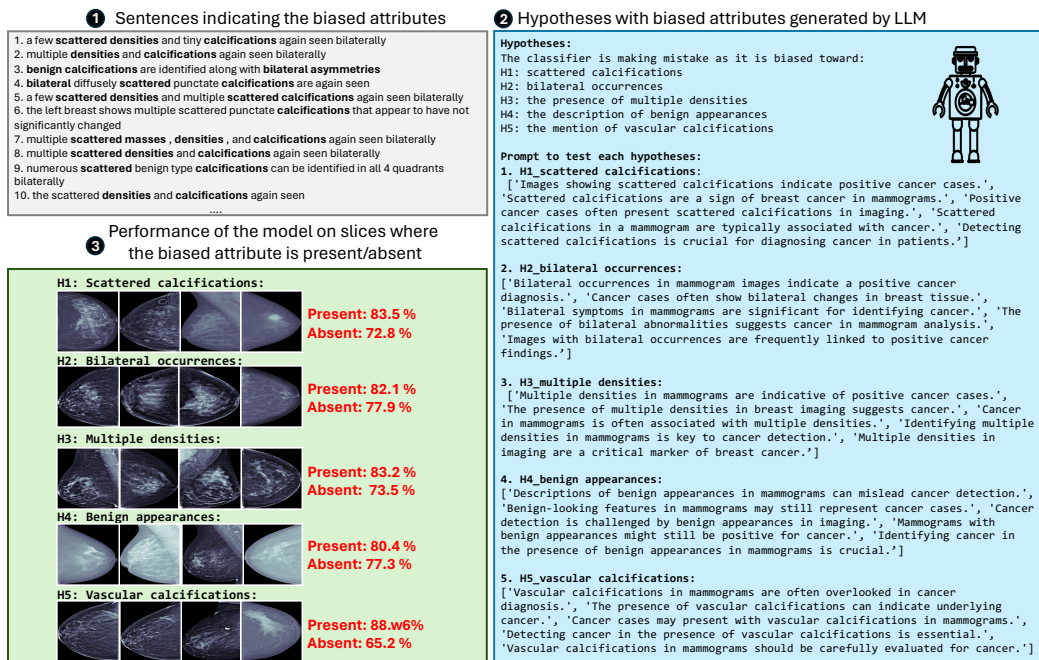 1 Sentences indicating the biased attributes
1. a few scattered densities and tiny calcifications again seen bilaterally
2. multiple densities and calcifications again seen bilaterally
3. benign calcifications are identified along with bilateral asymmetries
4. bilateral diffusely scattered punctate calcifications are again seen
5. a few scattered densities and multiple scattered calcifications again seen bilaterally
6. the left breast shows multiple scattered punctate calcifications that appear to have not
significantly changed
7. multiple scattered masses , densities , and calcifications again seen bilaterally
8. multiple scattered densities and calcifications again seen bilaterally
9. numerous scattered benign type calcifications can be identified in all 4 quadrants
bilaterally
10. the scattered densities and calcifications again seen
....
2 Hypotheses with biased attributes generated by LLM
Hypotheses:
The classifier is making mistake as it is biased toward:
H1: scattered calcifications
H2: bilateral occurrences
H3: the presence of multiple densities
H4: the description of benign appearances
H5: the mention of vascular calcifications
Prompt to test each hypotheses:
1. H1_scattered calcifications:
['Images showing scattered calcifications indicate positive cancer cases.',
'Scattered calcifications are a sign of breast cancer in mammograms.', 'Positive
cancer cases often present scattered calcifications in imaging.', 'Scattered
calcifications in a mammogram are typically associated with cancer.', 'Detecting
scattered calcifications is crucial for diagnosing cancer in patients.’]
2. H2_bilateral occurrences:
['Bilateral occurrences in mammogram images indicate a positive cancer
diagnosis.', 'Cancer cases often show bilateral changes in breast tissue.',
'Bilateral symptoms in mammograms are significant for identifying cancer.', 'The
presence of bilateral abnormalities suggests cancer in mammogram analysis.',
'Images with bilateral occurrences are frequently linked to positive cancer
findings.’]
3. H3_multiple densities:
['Multiple densities in mammograms are indicative of positive cancer cases.',
'The presence of multiple densities in breast imaging suggests cancer.', 'Cancer
in mammograms is often associated with multiple densities.', 'Identifying multiple
densities in mammograms is key to cancer detection.', 'Multiple densities in
imaging are a critical marker of breast cancer.’]
4. H4_benign appearances:
['Descriptions of benign appearances in mammograms can mislead cancer detection.',
'Benign-looking features in mammograms may still represent cancer cases.', 'Cancer
detection is challenged by benign appearances in imaging.', 'Mammograms with
benign appearances might still be positive for cancer.', 'Identifying cancer in
the presence of benign appearances in mammograms is crucial.’]
5. H5_vascular calcifications:
['Vascular calcifications in mammograms are often overlooked in cancer
diagnosis.', 'The presence of vascular calcifications can indicate underlying
cancer.', 'Cancer cases may present with vascular calcifications in mammograms.',
'Detecting cancer in the presence of vascular calcifications is essential.',
'Vascular calcifications in mammograms should be carefully evaluated for cancer.']
3 Performance of the model on slices where
the biased attribute is present/absent
H1: Scattered calcifications:
Present: 83.5 %
Absent: 72.8 %
H2: Bilateral occurrences:
Present: 82.1 %
Absent: 77.9 %
H3: Multiple densities:
Present: 83.2 %
Absent: 73.5 %
H4: Benign appearances:
Present: 80.4 %
Absent: 77.3 %
H5: Vascular calcifications:
Present: 88.w6%
Absent: 65.2 %